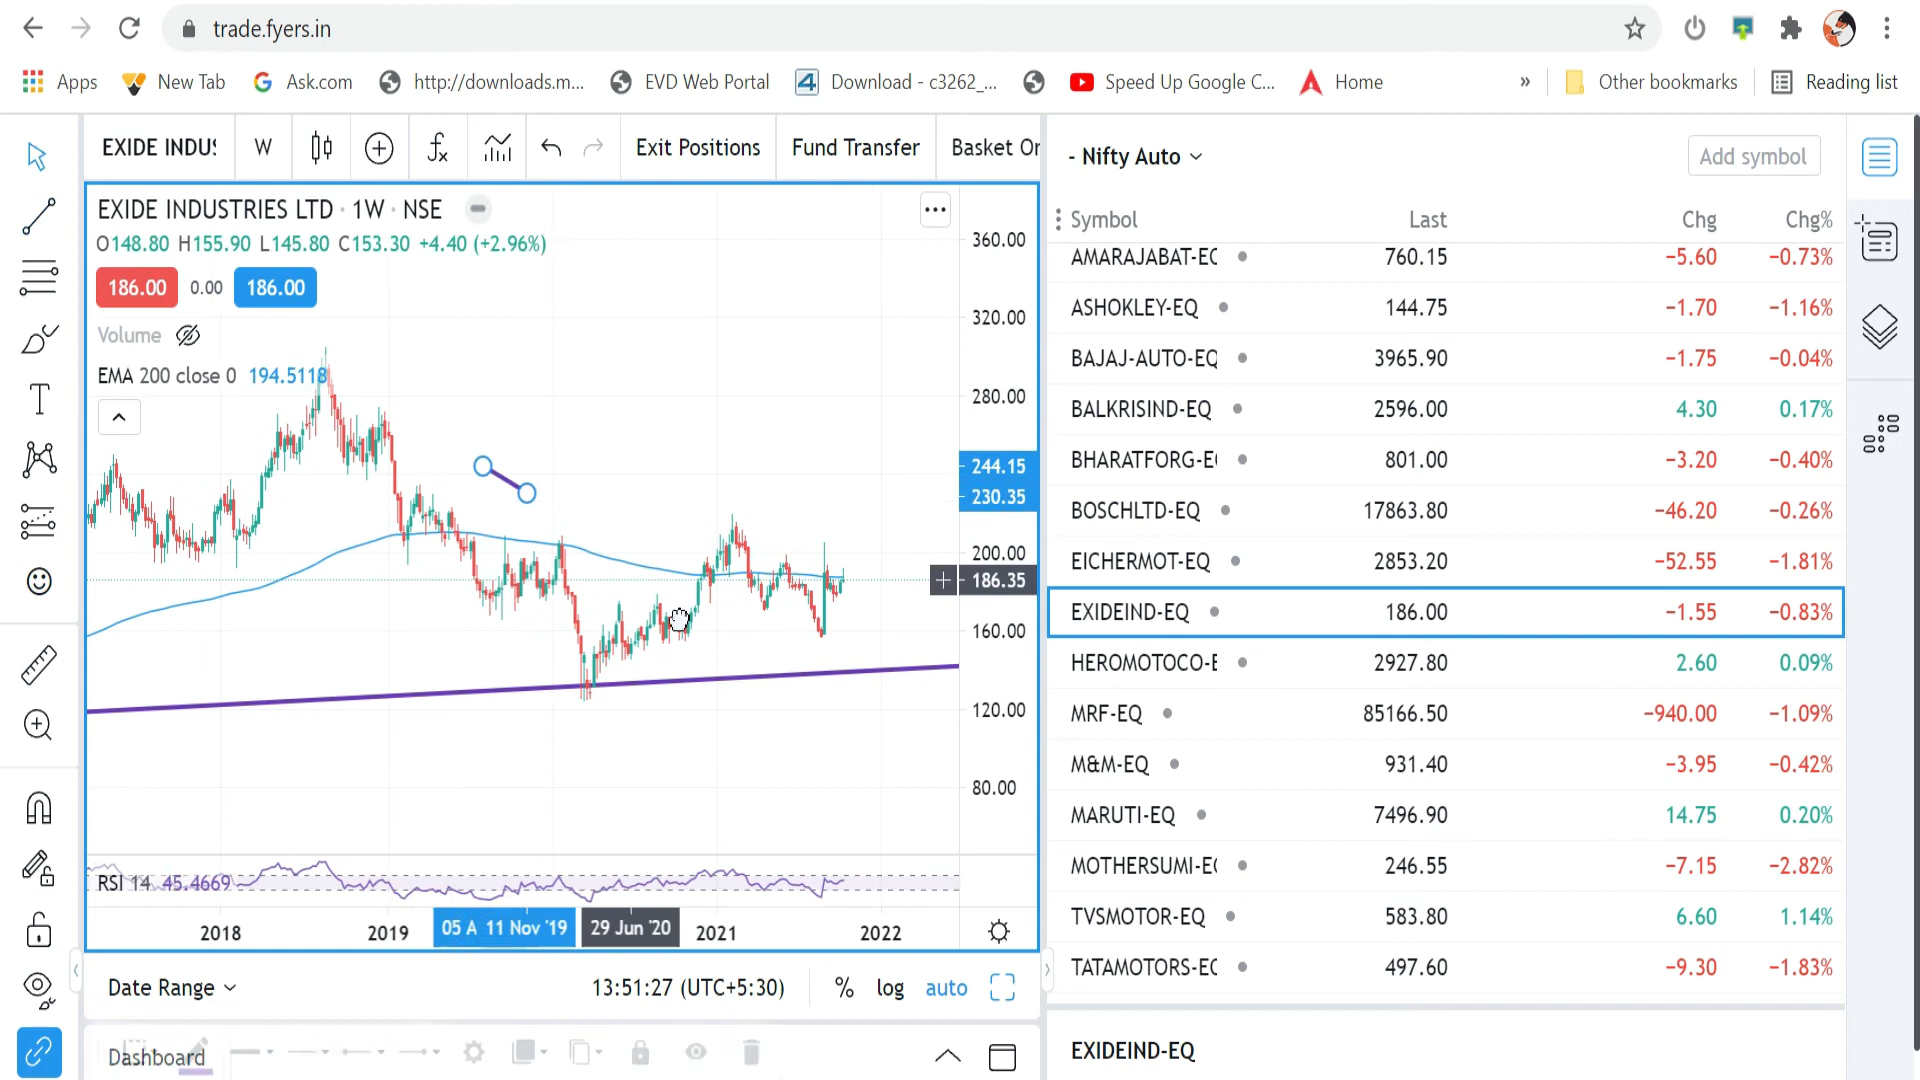 trade.fyers.in
Apps New Tab Ask.com http://downloads.m... EVD Web Portal Download - c3262_... Speed Up Google C... Home » Other bookmarks Reading list
EXIDE INDUS W Exit Positions Fund Transfer Basket Or
EXIDE INDUSTRIES LTD · 1W · NSE
O148.80 H155.90 L145.80 C153.30 +4.40 (+2.96%)
186.00 0.00 186.00
Volume
EMA 200 close 0 194.5118
360.00
320.00
280.00
244.15
230.35
200.00
186.35
160.00
120.00
80.00
RSI 14 45.4669
2018 2019 05 A 11 Nov '19 29 Jun '20 2021 2022
Date Range 13:51:27 (UTC+5:30) % log auto
Dashboard
- Nifty Auto Add symbol
Symbol Last Chg Chg%
AMARAJABAT-EQ 760.15 −5.60 −0.73%
ASHOKLEY-EQ 144.75 −1.70 −1.16%
BAJAJ-AUTO-EQ 3965.90 −1.75 −0.04%
BALKRISIND-EQ 2596.00 4.30 0.17%
BHARATFORG-E 801.00 −3.20 −0.40%
BOSCHLTD-EQ 17863.80 −46.20 −0.26%
EICHERMOT-EQ 2853.20 −52.55 −1.81%
EXIDEIND-EQ 186.00 −1.55 −0.83%
HEROMOTOCO-E 2927.80 2.60 0.09%
MRF-EQ 85166.50 −940.00 −1.09%
M&M-EQ 931.40 −3.95 −0.42%
MARUTI-EQ 7496.90 14.75 0.20%
MOTHERSUMI-EQ 246.55 −7.15 −2.82%
TVSMOTOR-EQ 583.80 6.60 1.14%
TATAMOTORS-EQ 497.60 −9.30 −1.83%
EXIDEIND-EQ